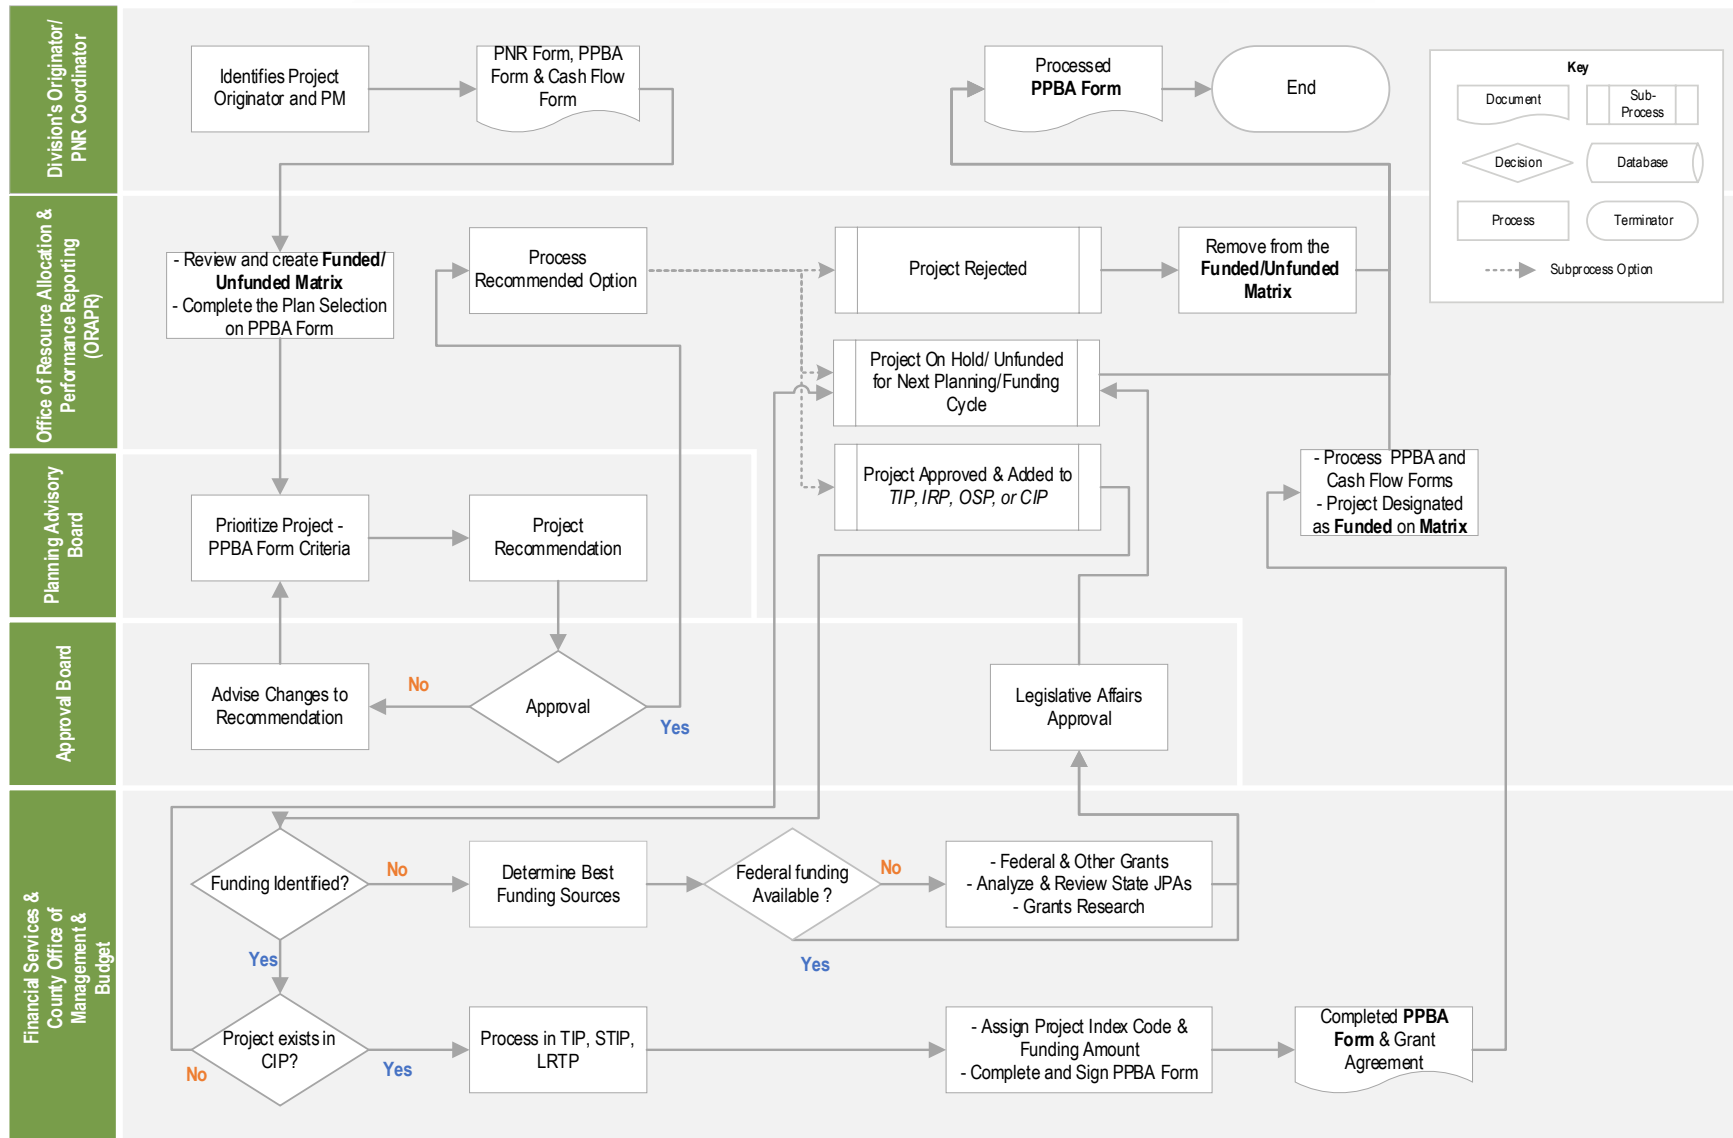 Division's Originator/
PNR Coordinator
Identifies Project
Originator and PM
PNR Form, PPBA
Form & Cash Flow
Form
Processed
PPBA Form
End
Key
Document
Sub-
Process
Decision
Database
Process
Terminator
Subprocess Option
Office of Resource Allocation &
Performance Reporting
(ORAPR)
- Review and create Funded/
Unfunded Matrix
- Complete the Plan Selection
on PPBA Form
Process
Recommended Option
Project Rejected
Remove from the
Funded/Unfunded
Matrix
Project On Hold/ Unfunded
for Next Planning/Funding
Cycle
Project Approved & Added to
TIP, IRP, OSP, or CIP
- Process PPBA and
Cash Flow Forms
- Project Designated
as Funded on Matrix
Planning Advisory
Board
Prioritize Project -
PPBA Form Criteria
Project
Recommendation
Approval Board
Advise Changes to
Recommendation
No
Approval
Yes
Legislative Affairs
Approval
Financial Services &
County Office of
Management &
Budget
Funding Identified?
No
Determine Best
Funding Sources
Federal funding
Available ?
No
- Federal & Other Grants
- Analyze & Review State JPAs
- Grants Research
Yes
Yes
Project exists in
CIP?
No
Yes
Process in TIP, STIP,
LRTP
- Assign Project Index Code &
Funding Amount
- Complete and Sign PPBA Form
Completed PPBA
Form & Grant
Agreement